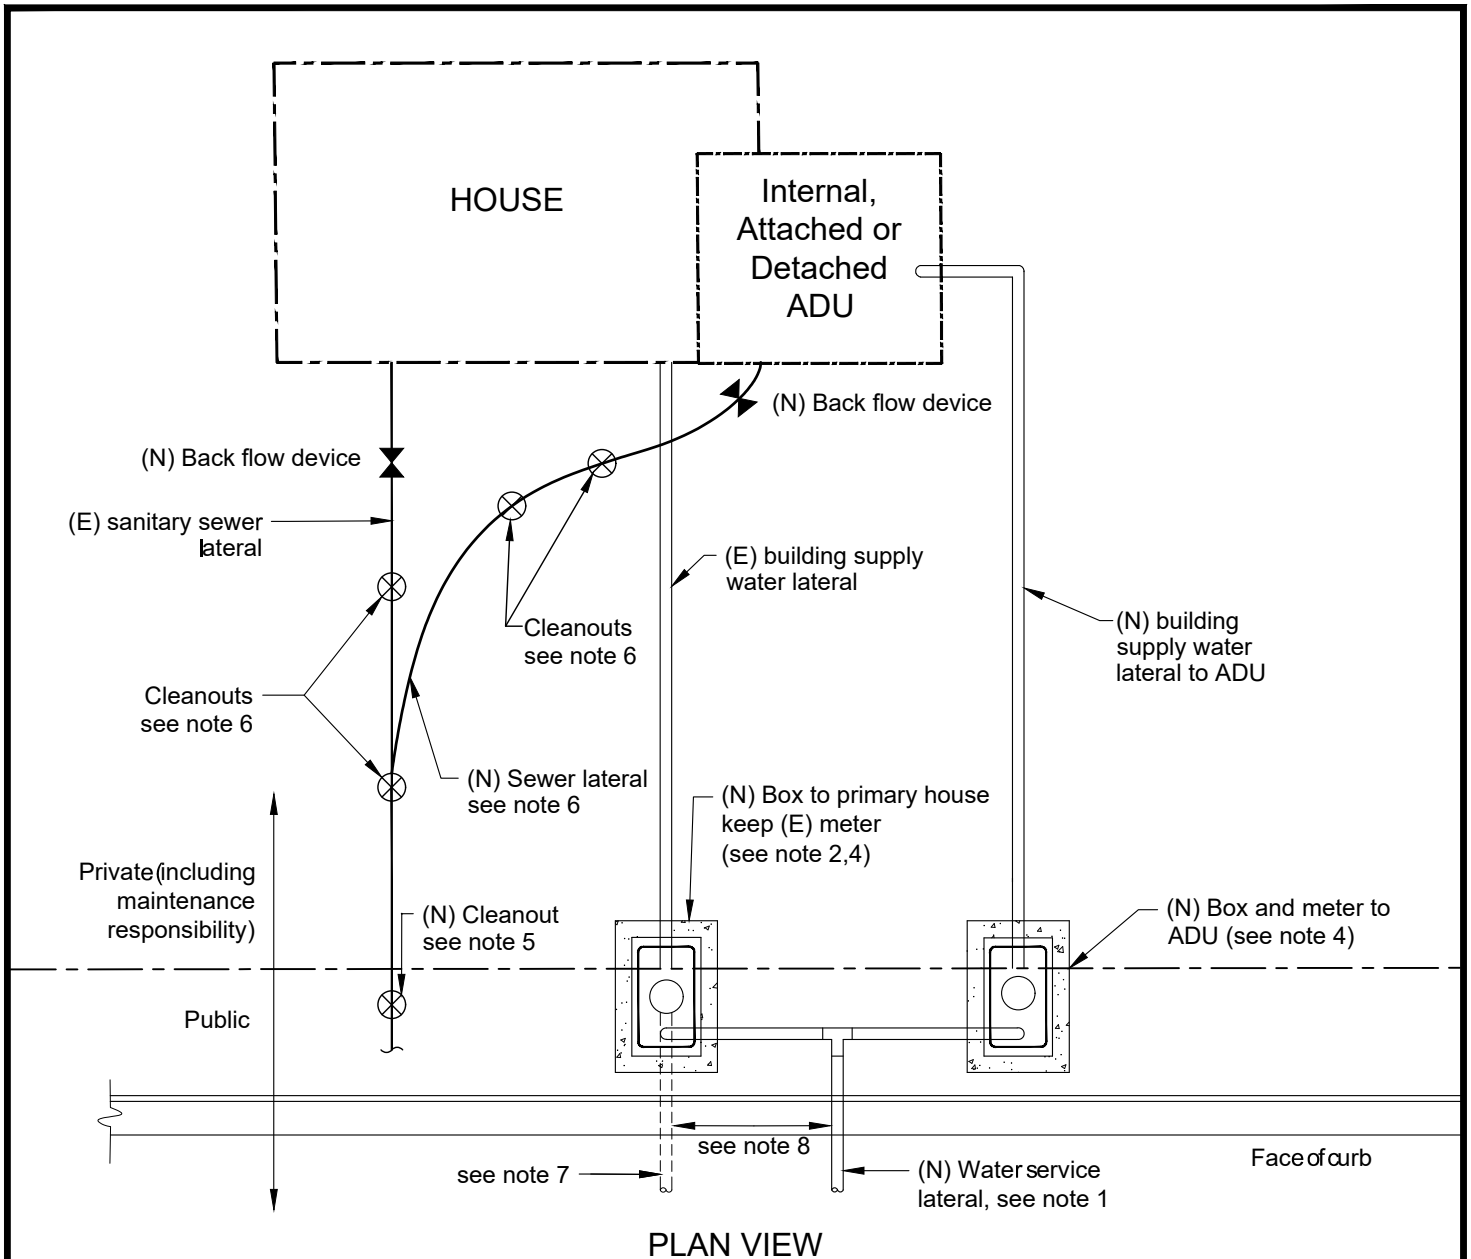 HOUSE
Internal,
Attached or
Detached
ADU
(N) Back flow device
(N) Back flow device
(E) sanitary sewer
lateral
(E) building supply
water lateral
Cleanouts
see note 6
(N) building
supply water
lateral to ADU
Cleanouts
see note 6
(N) Sewer lateral
see note 6
(N) Box to primary house
keep (E) meter
(see note 2,4)
Private (including
maintenance
responsibility)
(N) Cleanout
see note 5
(N) Box and meter to
ADU (see note 4)
Public
see note 8
see note 7
(N) Water service
lateral, see note 1
Face of curb
PLAN VIEW